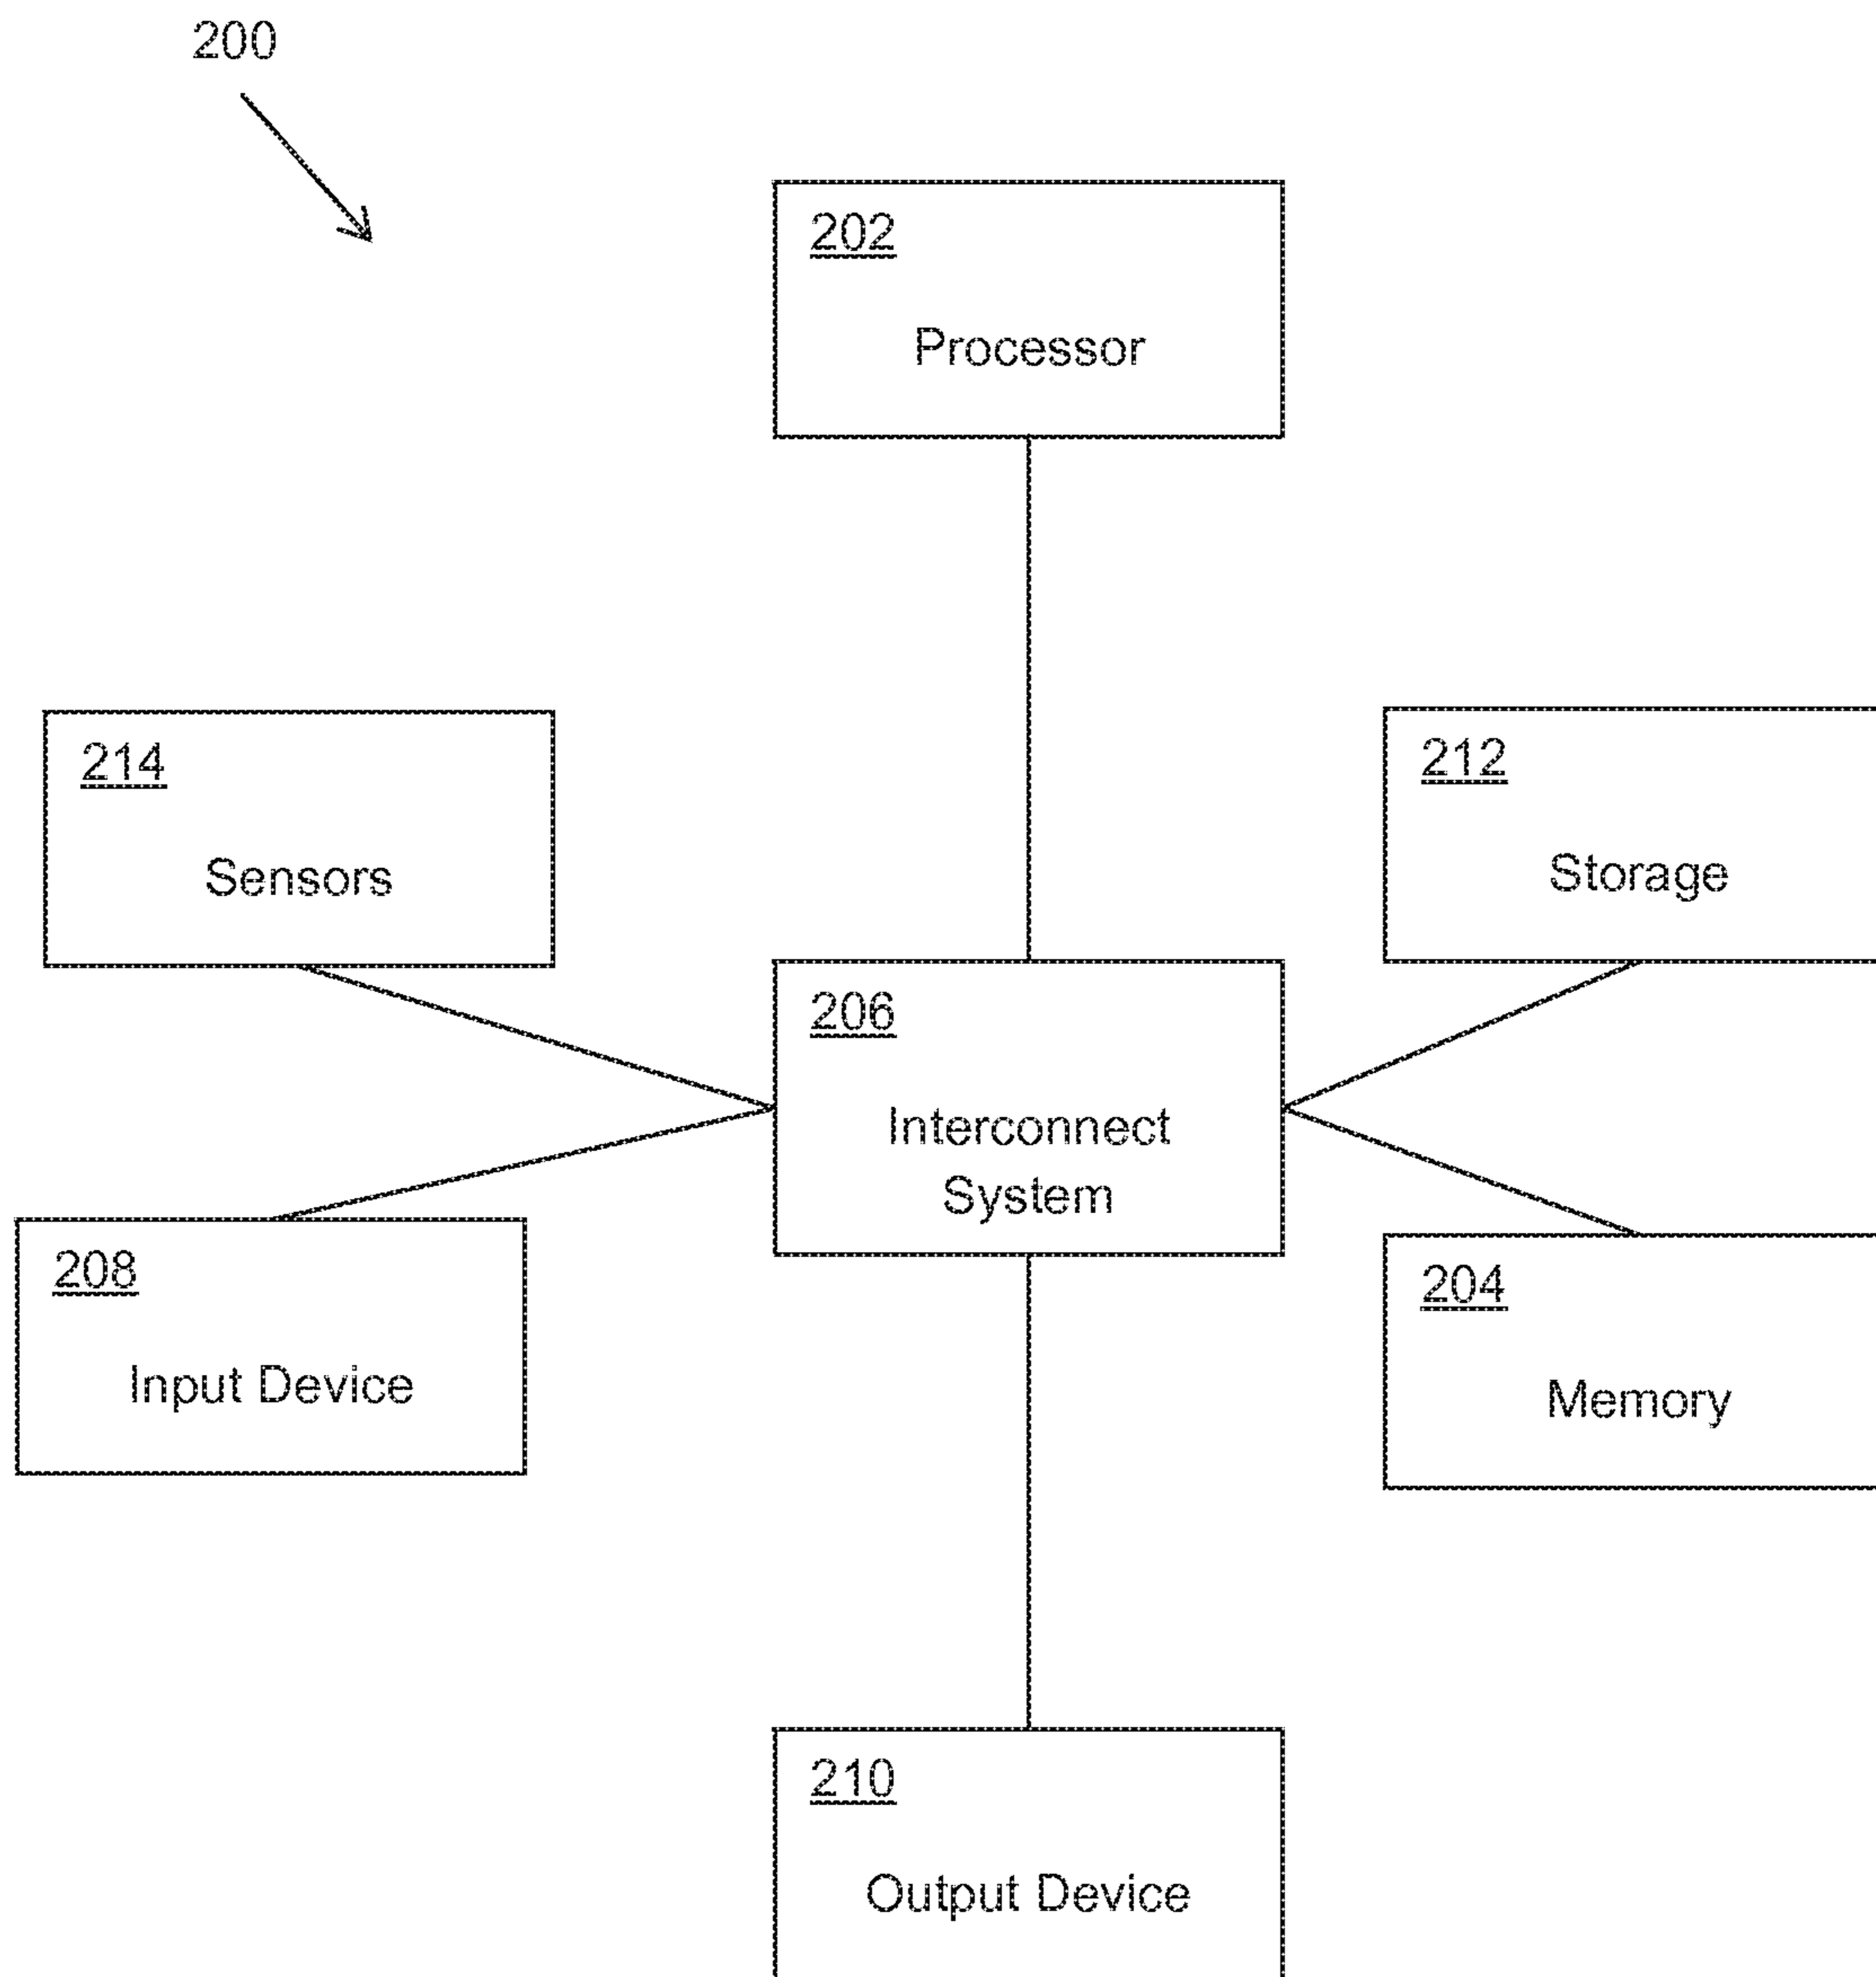 200
202
Processor
214
Sensors
212
Storage
206
Interconnect
System
208
Input Device
204
Memory
210
Output Device